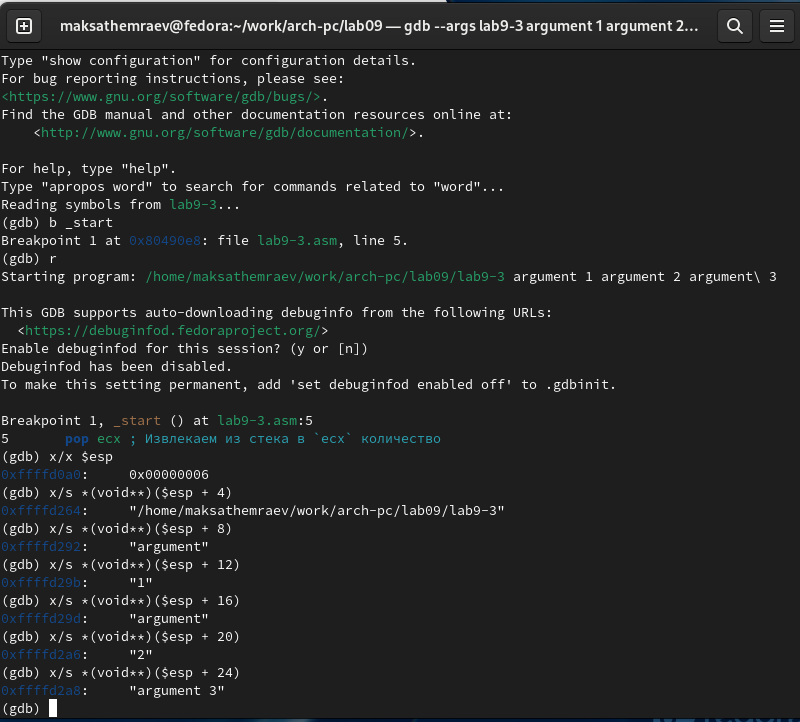 maksathemraev@fedora:~/work/arch-pc/lab09 — gdb --args lab9-3 argument 1 argument 2...
Type "show configuration" for configuration details.
For bug reporting instructions, please see:
<https://www.gnu.org/software/gdb/bugs/>.
Find the GDB manual and other documentation resources online at:
    <http://www.gnu.org/software/gdb/documentation/>.

For help, type "help".
Type "apropos word" to search for commands related to "word"...
Reading symbols from lab9-3...
(gdb) b _start
Breakpoint 1 at 0x80490e8: file lab9-3.asm, line 5.
(gdb) r
Starting program: /home/maksathemraev/work/arch-pc/lab09/lab9-3 argument 1 argument 2 argument\ 3

This GDB supports auto-downloading debuginfo from the following URLs:
  <https://debuginfod.fedoraproject.org/>
Enable debuginfod for this session? (y or [n])
Debuginfod has been disabled.
To make this setting permanent, add 'set debuginfod enabled off' to .gdbinit.

Breakpoint 1, _start () at lab9-3.asm:5
5       pop ecx ; Извлекаем из стека в `ecx` количество
(gdb) x/x $esp
0xffffd0a0:     0x00000006
(gdb) x/s *(void**)($esp + 4)
0xffffd264:     "/home/maksathemraev/work/arch-pc/lab09/lab9-3"
(gdb) x/s *(void**)($esp + 8)
0xffffd292:     "argument"
(gdb) x/s *(void**)($esp + 12)
0xffffd29b:     "1"
(gdb) x/s *(void**)($esp + 16)
0xffffd29d:     "argument"
(gdb) x/s *(void**)($esp + 20)
0xffffd2a6:     "2"
(gdb) x/s *(void**)($esp + 24)
0xffffd2a8:     "argument 3"
(gdb)